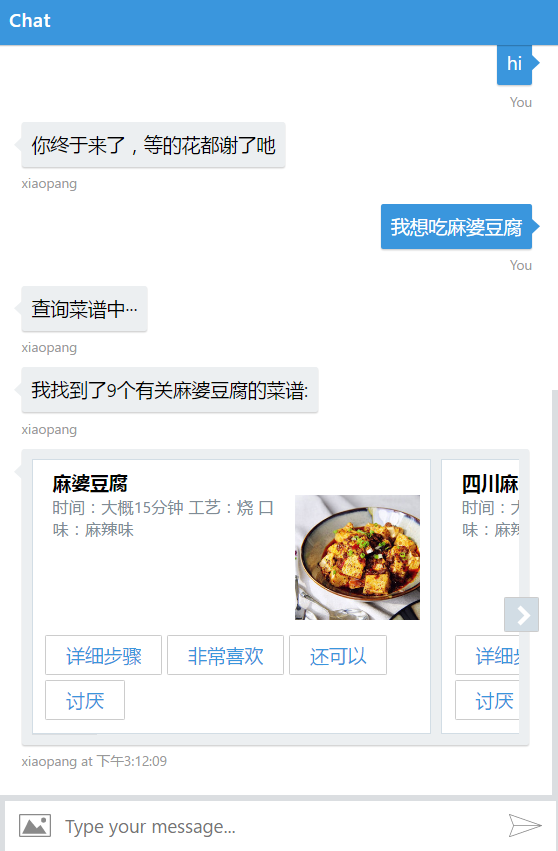 Chat
hi
You
你终于来了，等的花都谢了吔
xiaopang
我想吃麻婆豆腐
You
查询菜谱中···
xiaopang
我找到了9个有关麻婆豆腐的菜谱:
xiaopang
麻婆豆腐
时间：大概15分钟 工艺：烧 口
味：麻辣味
详细步骤
非常喜欢
还可以
讨厌
四川麻
时间：大
味：麻辣
详细步
讨厌
xiaopang at 下午3:12:09
Type your message...